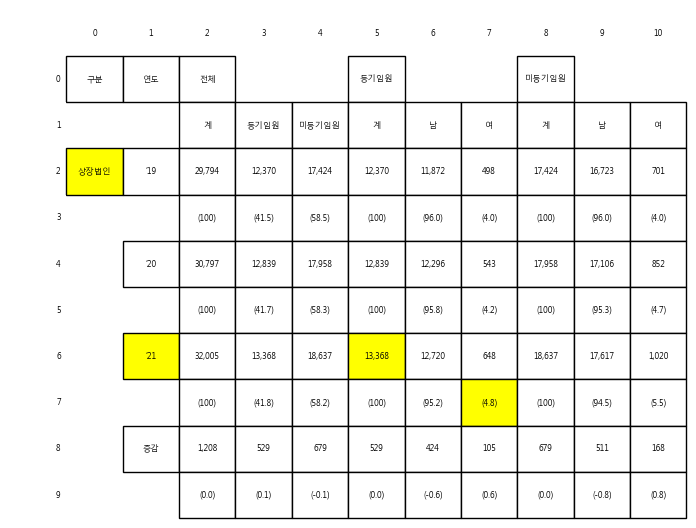 0 1 2 3 4 5 6 7 8 9 10
0 구분 연도 전체 등기임원 미등기임원
1 계 등기임원 미등기임원 계 남 여 계 남 여
2 상장법인 '19 29,794 12,370 17,424 12,370 11,872 498 17,424 16,723 701
3 (100) (41.5) (58.5) (100) (96.0) (4.0) (100) (96.0) (4.0)
4 '20 30,797 12,839 17,958 12,839 12,296 543 17,958 17,106 852
5 (100) (41.7) (58.3) (100) (95.8) (4.2) (100) (95.3) (4.7)
6 '21 32,005 13,368 18,637 13,368 12,720 648 18,637 17,617 1,020
7 (100) (41.8) (58.2) (100) (95.2) (4.8) (100) (94.5) (5.5)
8 증감 1,208 529 679 529 424 105 679 511 168
9 (0.0) (0.1) (-0.1) (0.0) (-0.6) (0.6) (0.0) (-0.8) (0.8)